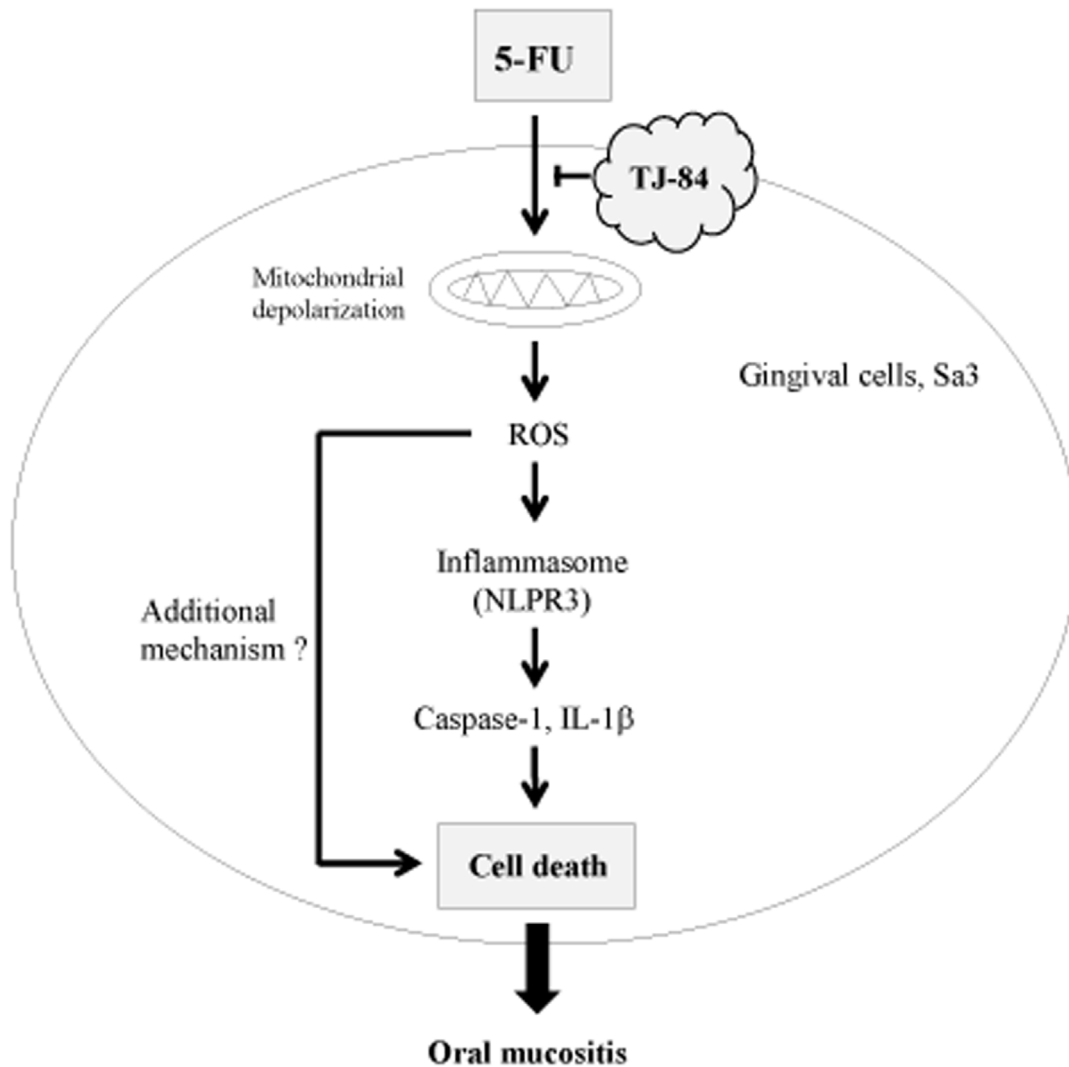 5-FU
TJ-84
Mitochondrial
depolarization
Gingival cells, Sa3
ROS
Inflammasome
(NLPR3)
Additional
mechanism ?
Caspase-1, IL-1β
Cell death
Oral mucositis